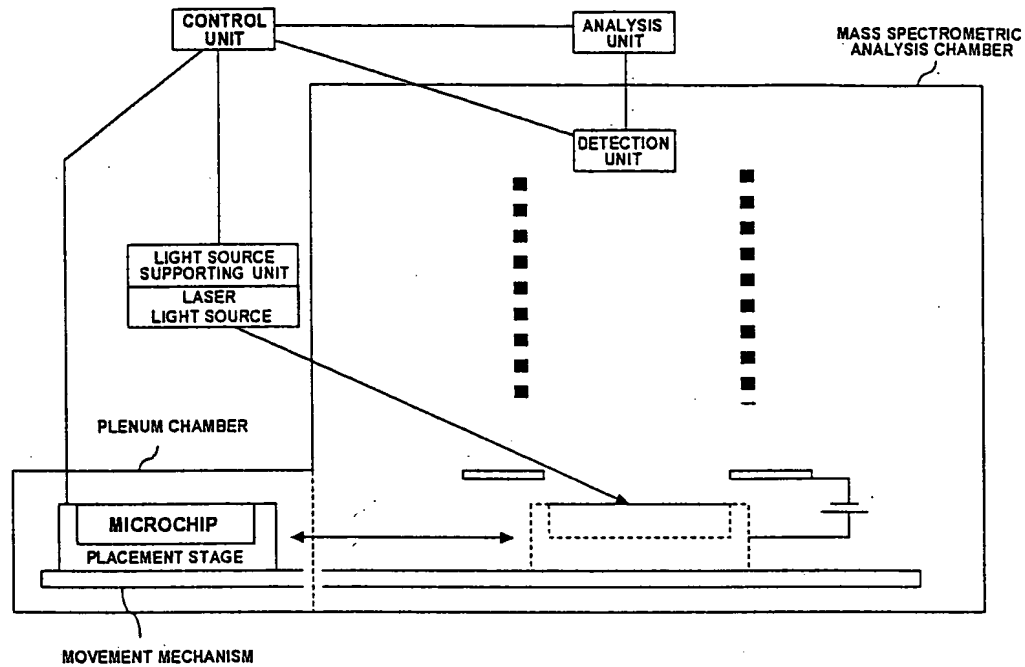 CONTROL
UNIT
ANALYSIS
UNIT
MASS SPECTROMETRIC
ANALYSIS CHAMBER
DETECTION
UNIT
LIGHT SOURCE
SUPPORTING UNIT
LASER
LIGHT SOURCE
PLENUM CHAMBER
MICROCHIP
PLACEMENT STAGE
MOVEMENT MECHANISM